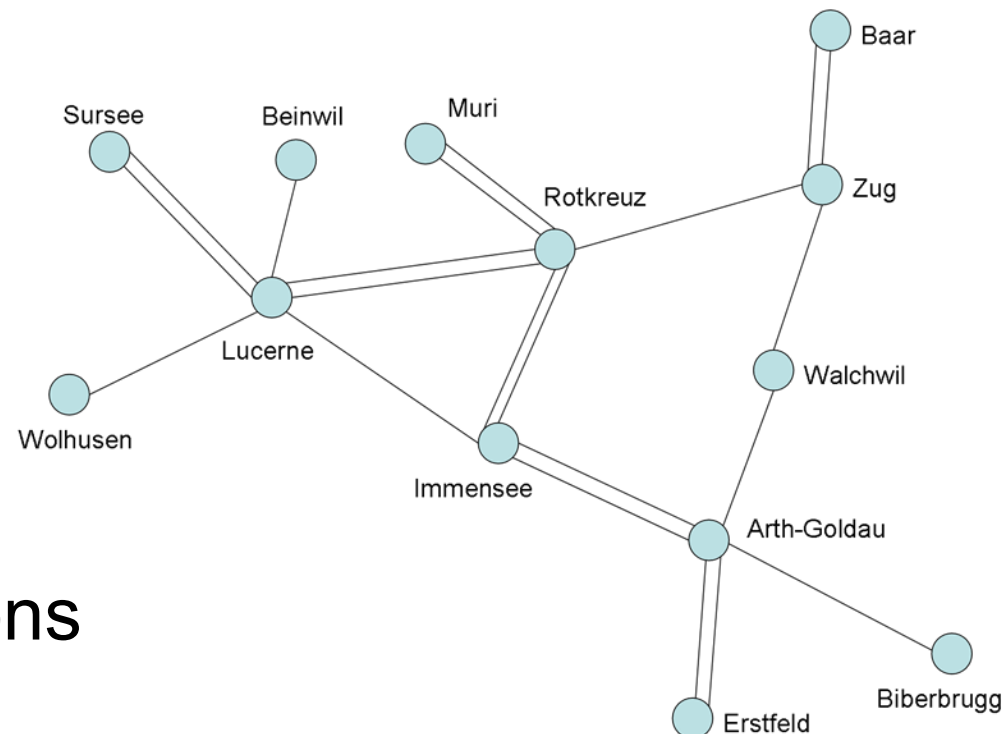 Baar
Sursee
Beinwil
Muri
Rotkreuz
Zug
Lucerne
Walchwil
Wolhusen
Immensee
Arth-Goldau
ns
Biberbrugg
Erstfeld